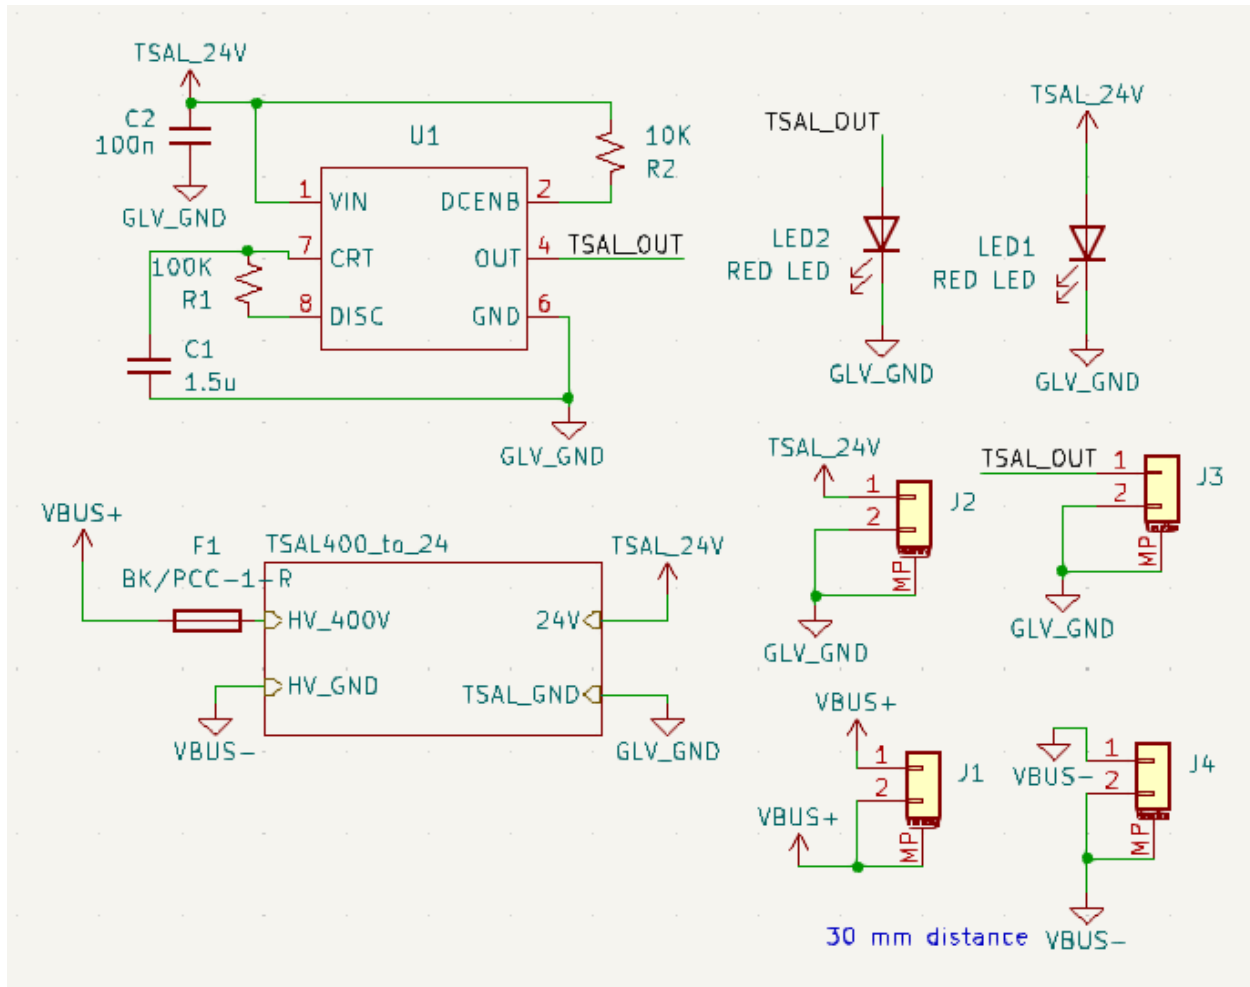 TSAL_24V
C2
100n
GLV_GND
U1
10K
R2
1 VIN
DCENB 2
7 CRT
OUT 4 TSAL_OUT
8 DISC
GND 6
100K
R1
C1
1.5u
GLV_GND
TSAL_OUT
LED2
RED LED
GLV_GND
TSAL_24V
LED1
RED LED
GLV_GND
VBUS+
F1
BK/PCC-1-R
TSAL400_to_24
HV_400V
24V
HV_GND
TSAL_GND
VBUS-
TSAL_24V
GLV_GND
TSAL_24V
1
2
J2
MP
GLV_GND
TSAL_OUT 1
2
J3
MP
GLV_GND
VBUS+
1
2
J1
VBUS+
MP
VBUS-
1
2
J4
MP
VBUS-
30 mm distance